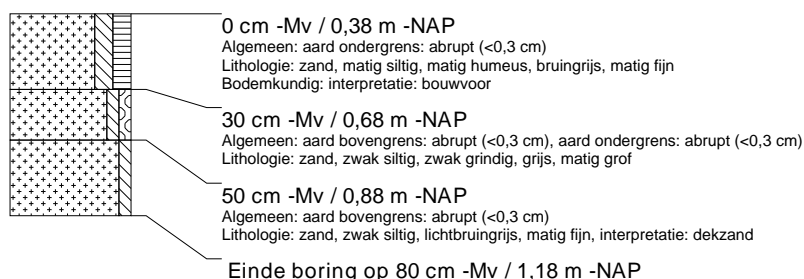 0 cm -Mv / 0,38 m -NAP
Algemeen: aard ondergrens: abrupt (<0,3 cm)
Lithologie: zand, matig siltig, matig humeus, bruingrijs, matig fijn
Bodemkundig: interpretatie: bouwvoor
30 cm -Mv / 0,68 m -NAP
Algemeen: aard bovengrens: abrupt (<0,3 cm), aard ondergrens: abrupt (<0,3 cm)
Lithologie: zand, zwak siltig, zwak grindig, grijs, matig grof
50 cm -Mv / 0,88 m -NAP
Algemeen: aard bovengrens: abrupt (<0,3 cm)
Lithologie: zand, zwak siltig, lichtbruingrijs, matig fijn, interpretatie: dekzand
Einde boring op 80 cm -Mv / 1,18 m -NAP